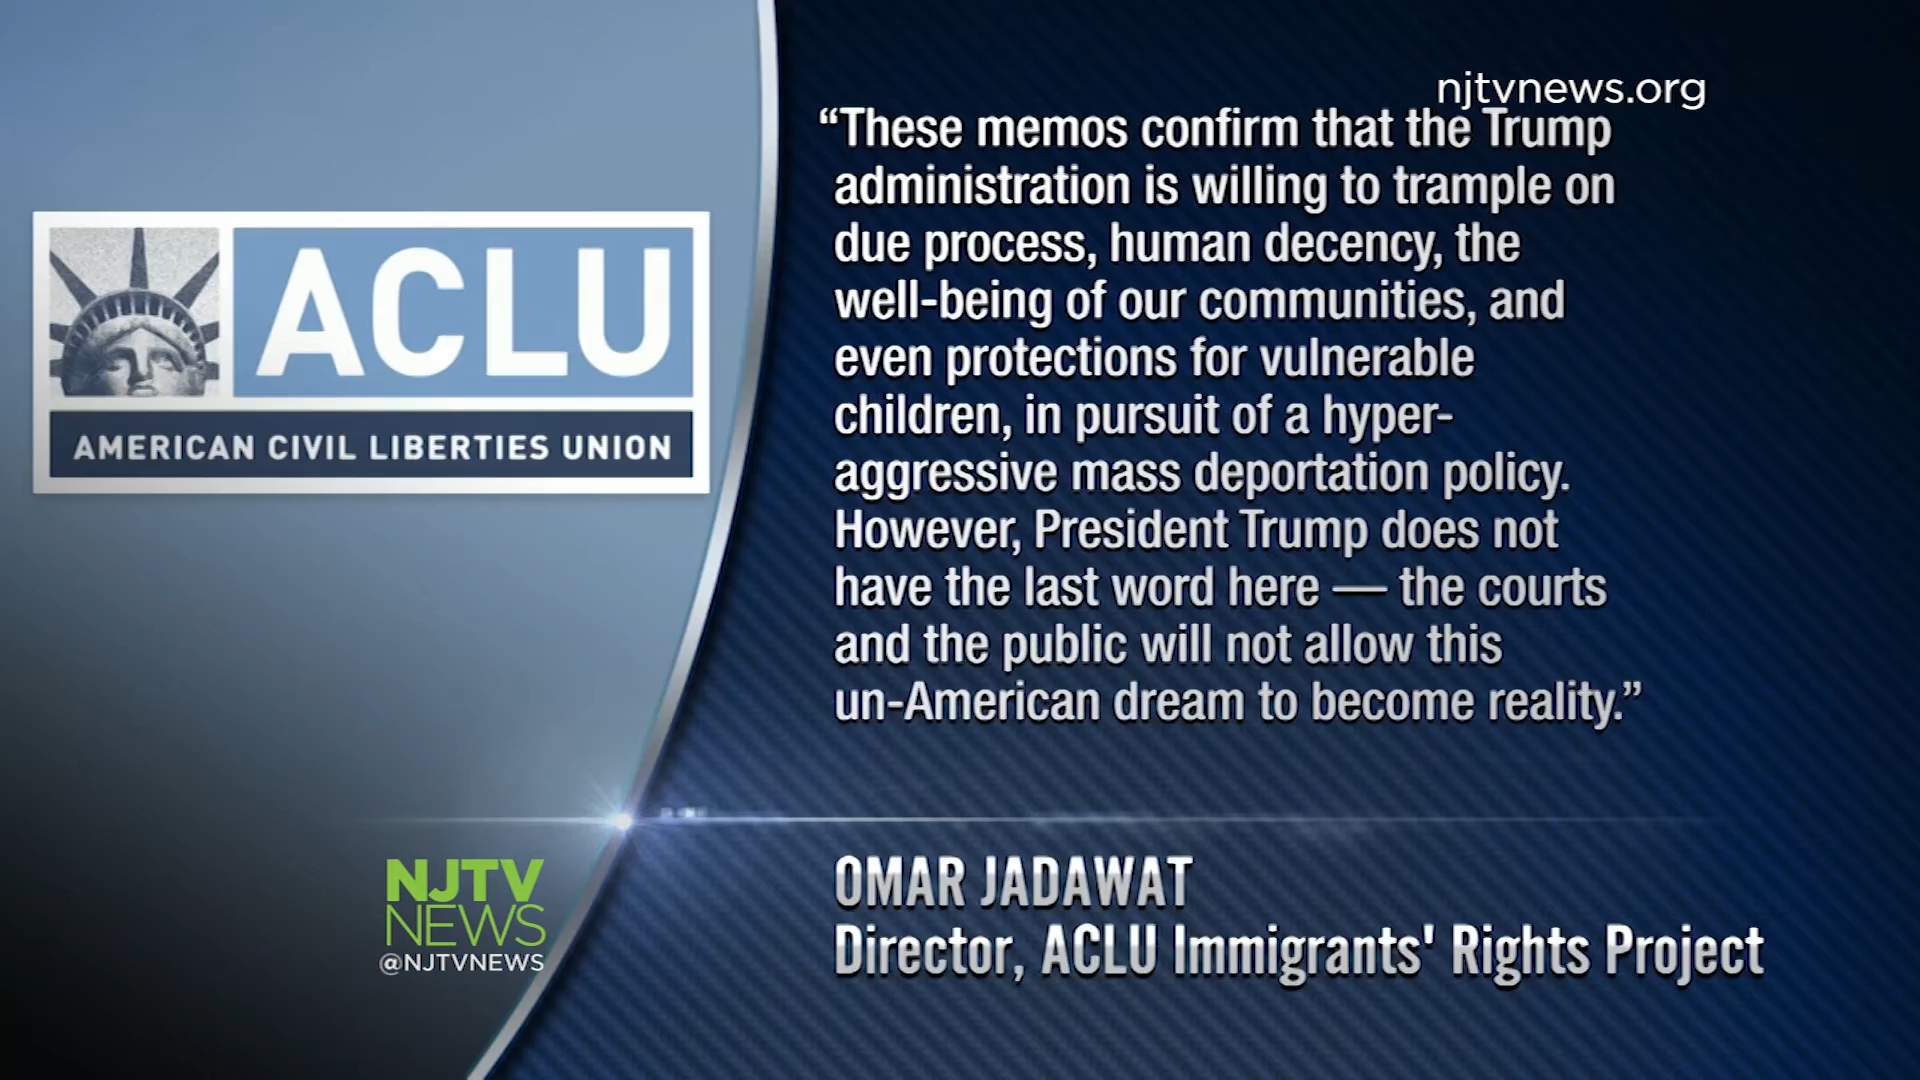 njtvnews.org
“These memos confirm that the Trump
administration is willing to trample on
due process, human decency, the
well-being of our communities, and
even protections for vulnerable
children, in pursuit of a hyper-
aggressive mass deportation policy.
However, President Trump does not
have the last word here — the courts
and the public will not allow this
un-American dream to become reality.”
ACLU
AMERICAN CIVIL LIBERTIES UNION
OMAR JADAWAT
Director, ACLU Immigrants' Rights Project
NJTV
NEWS
@NJTVNEWS